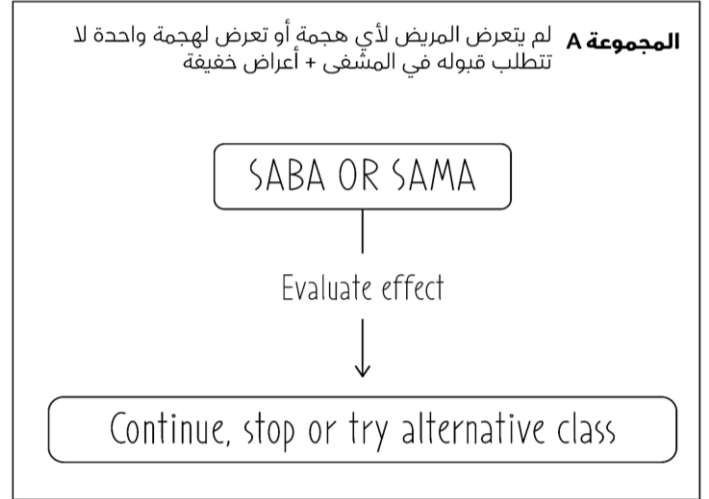 المجموعة A لم يتعرض المريض لأي هجمة أو تعرض لهجمة واحدة لا
تتطلب قبوله في المشفى + أعراض خفيفة
SABA OR SAMA
Evaluate effect
Continue, stop or try alternative class